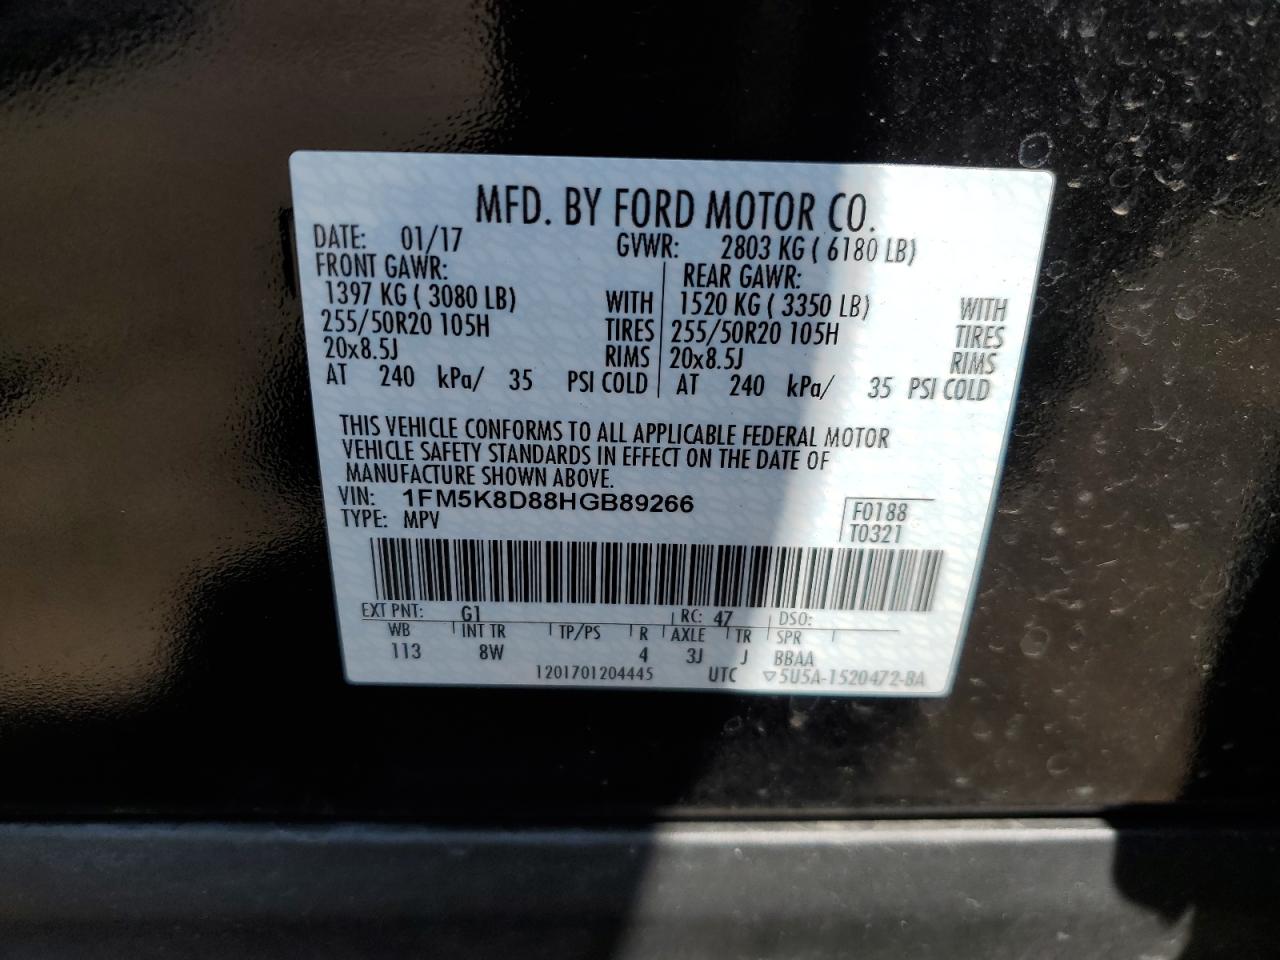 MFD. BY FORD MOTOR CO.
DATE: 01/17 GVWR: 2803 KG ( 6180 LB)
FRONT GAWR: REAR GAWR:
1397 KG ( 3080 LB) WITH 1520 KG ( 3350 LB) WITH
255/50R20 105H TIRES 255/50R20 105H TIRES
20x8.5J RIMS 20x8.5J RIMS
AT 240 kPa/ 35 PSI COLD AT 240 kPa/ 35 PSI COLD
THIS VEHICLE CONFORMS TO ALL APPLICABLE FEDERAL MOTOR
VEHICLE SAFETY STANDARDS IN EFFECT ON THE DATE OF
MANUFACTURE SHOWN ABOVE.
VIN: 1FM5K8D88HGB89266
TYPE: MPV
F0188
T0321
EXT PNT: G1 RC: 47 DSO:
WB INT TR TP/PS R AXLE TR SPR
113 8W 4 3J J BBAA
1201701204445 UTC ▽5U5A-1520472-BA